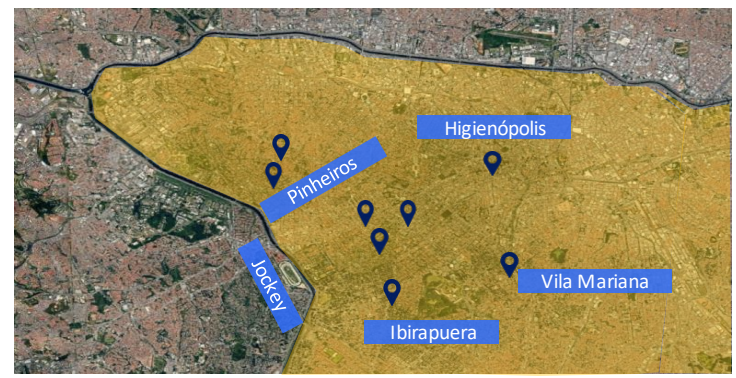 Higienópolis
Pinheiros
Jockey
Vila Mariana
Ibirapuera